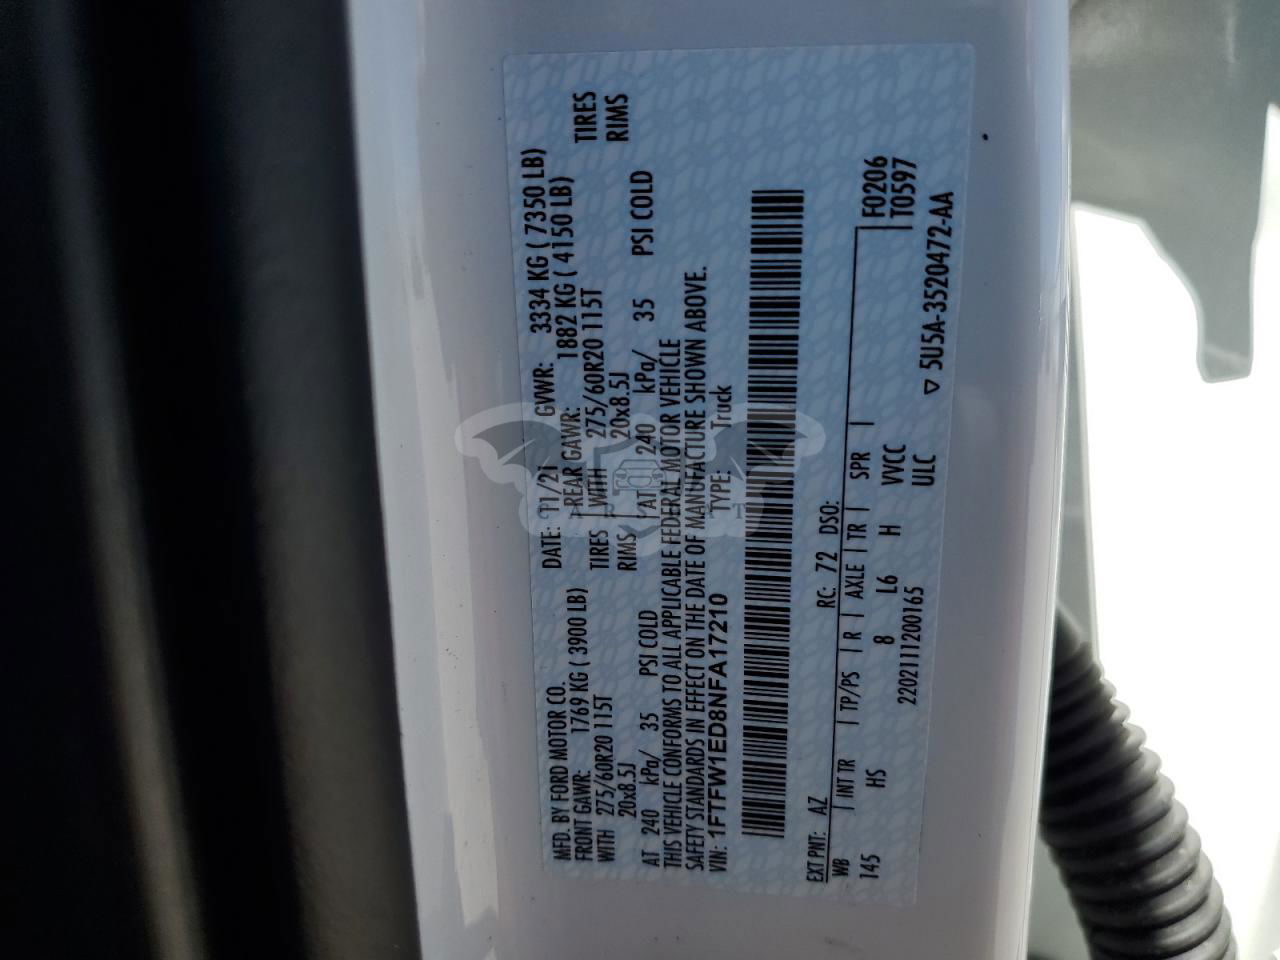 MFD. BY FORD MOTOR CO.
DATE: 11/21 GVWR: 3334 KG ( 7350 LB)
FRONT GAWR: 1769 KG ( 3900 LB) REAR GAWR: 1882 KG ( 4150 LB)
WITH 275/60R20 115T TIRES WITH 275/60R20 115T TIRES
20x8.5J RIMS 20x8.5J RIMS
AT 240 kPa/ 35 PSI COLD AT 240 kPa/ 35 PSI COLD
THIS VEHICLE CONFORMS TO ALL APPLICABLE FEDERAL MOTOR VEHICLE
SAFETY STANDARDS IN EFFECT ON THE DATE OF MANUFACTURE SHOWN ABOVE.
VIN: 1FTFW1ED8NFA17210 TYPE: Truck
EXT PNT: AZ RC: 72 DSO:
WB | INT TR | TP/PS | R | AXLE | TR | SPR | F0206
145 HS 8 L6 H VVCC T0597
2202111200165 ULC
▽ 5U5A-3520472-AA